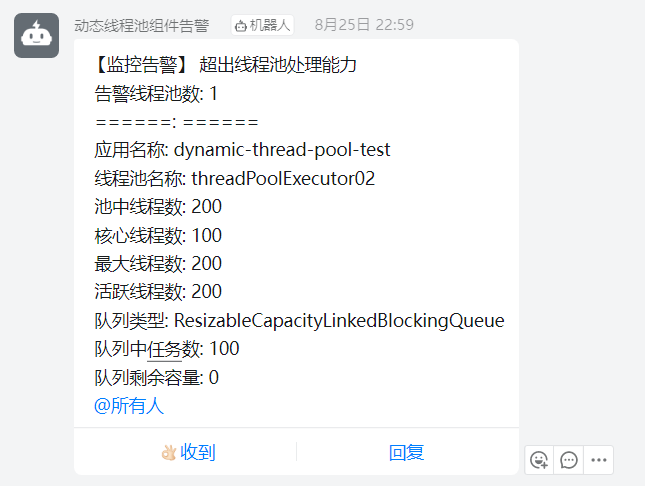 动态线程池组件告警 机器人 8月25日 22:59
【监控告警】 超出线程池处理能力
告警线程池数: 1
======: ======
应用名称: dynamic-thread-pool-test
线程池名称: threadPoolExecutor02
池中线程数: 200
核心线程数: 100
最大线程数: 200
活跃线程数: 200
队列类型: ResizableCapacityLinkedBlockingQueue
队列中任务数: 100
队列剩余容量: 0
@所有人
👌🏻收到 回复